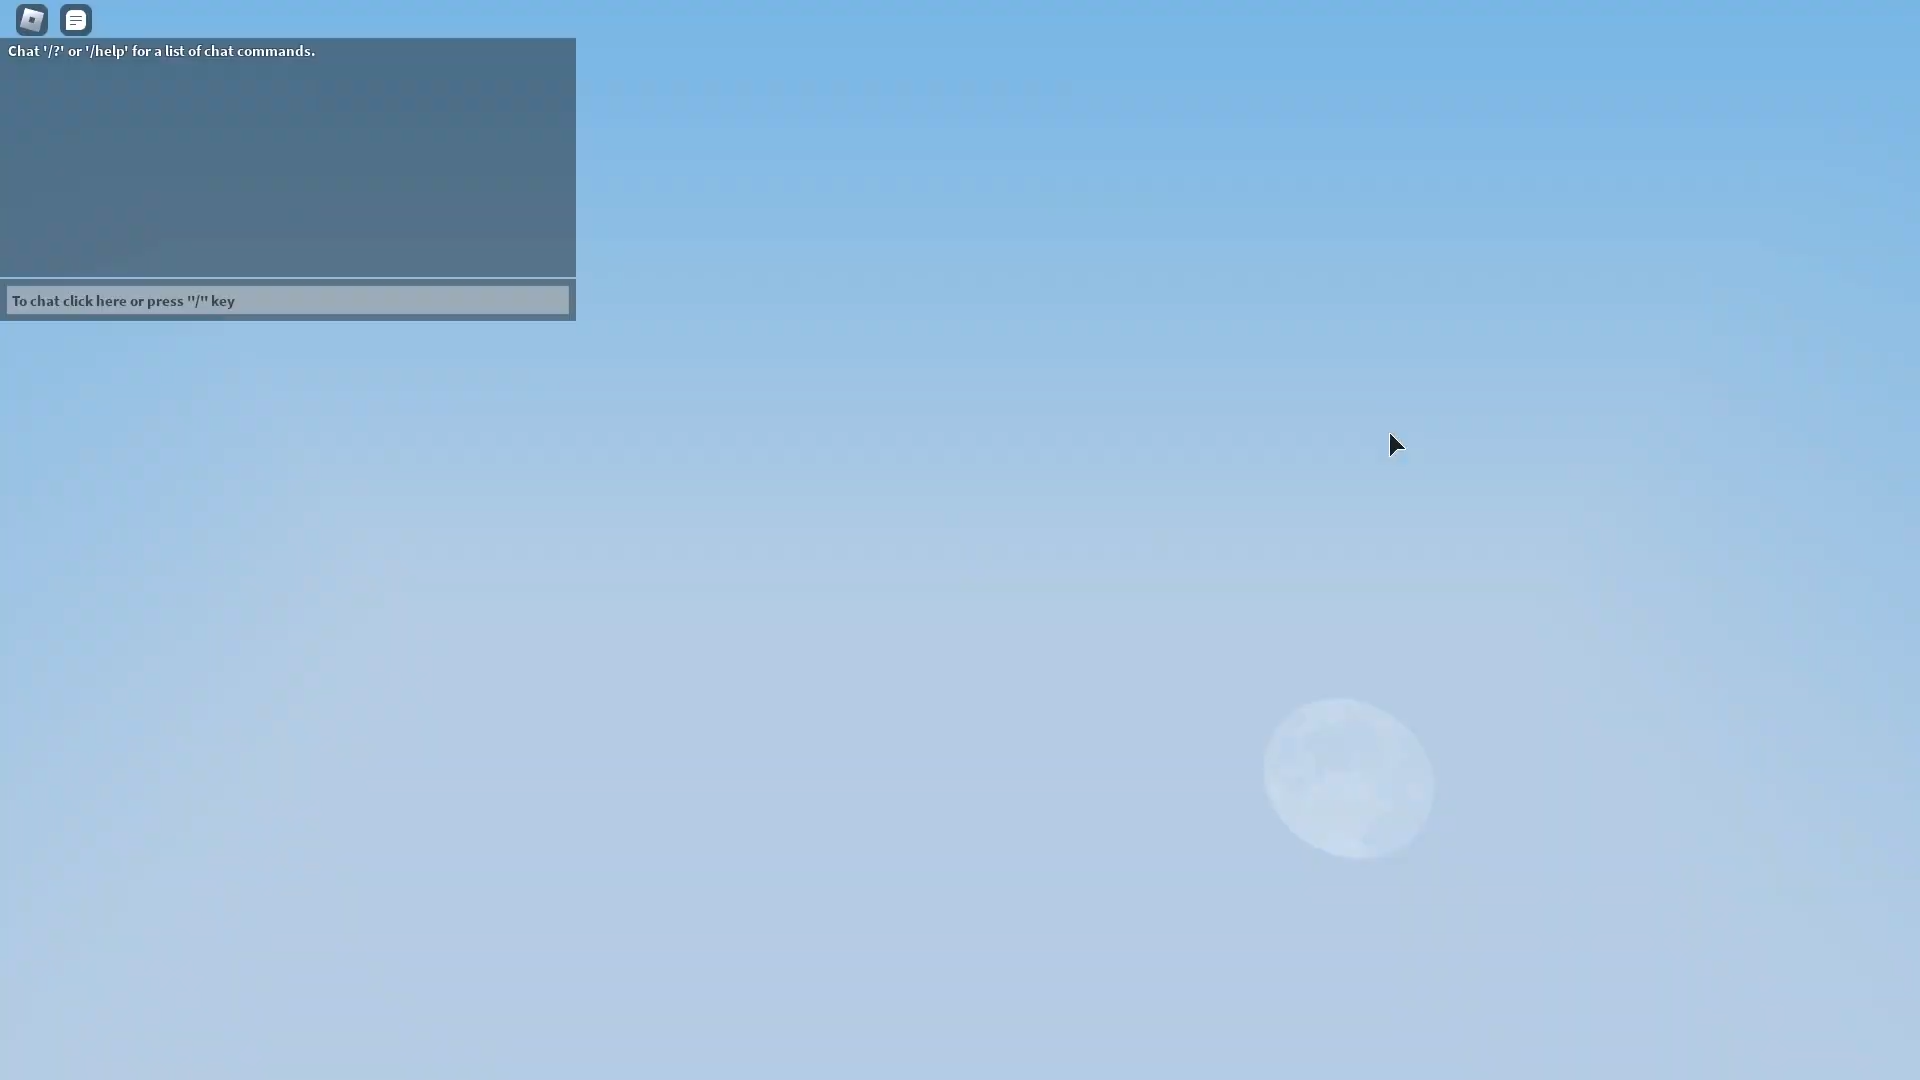 Chat '/?' or '/help' for a list of chat commands.
To chat click here or press "/" key